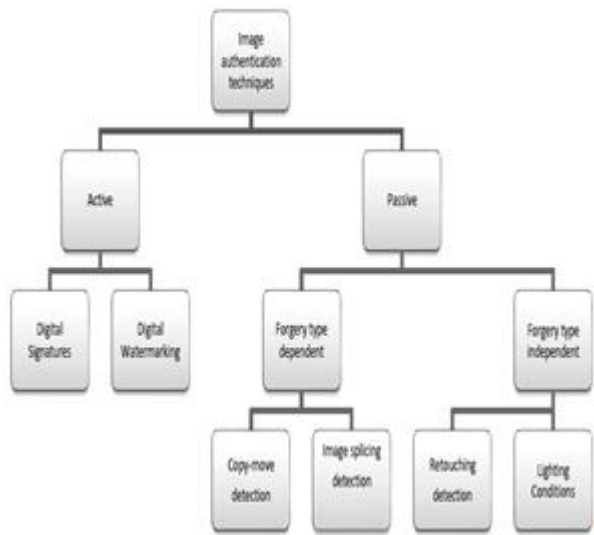 Image
authentication
techniques
Active
Passive
Digital
Signatures
Digital
Watermarking
Forgery type
dependent
Forgery type
independent
Copy-move
detection
Image splicing
detection
Retouching
detection
Lighting
Conditions